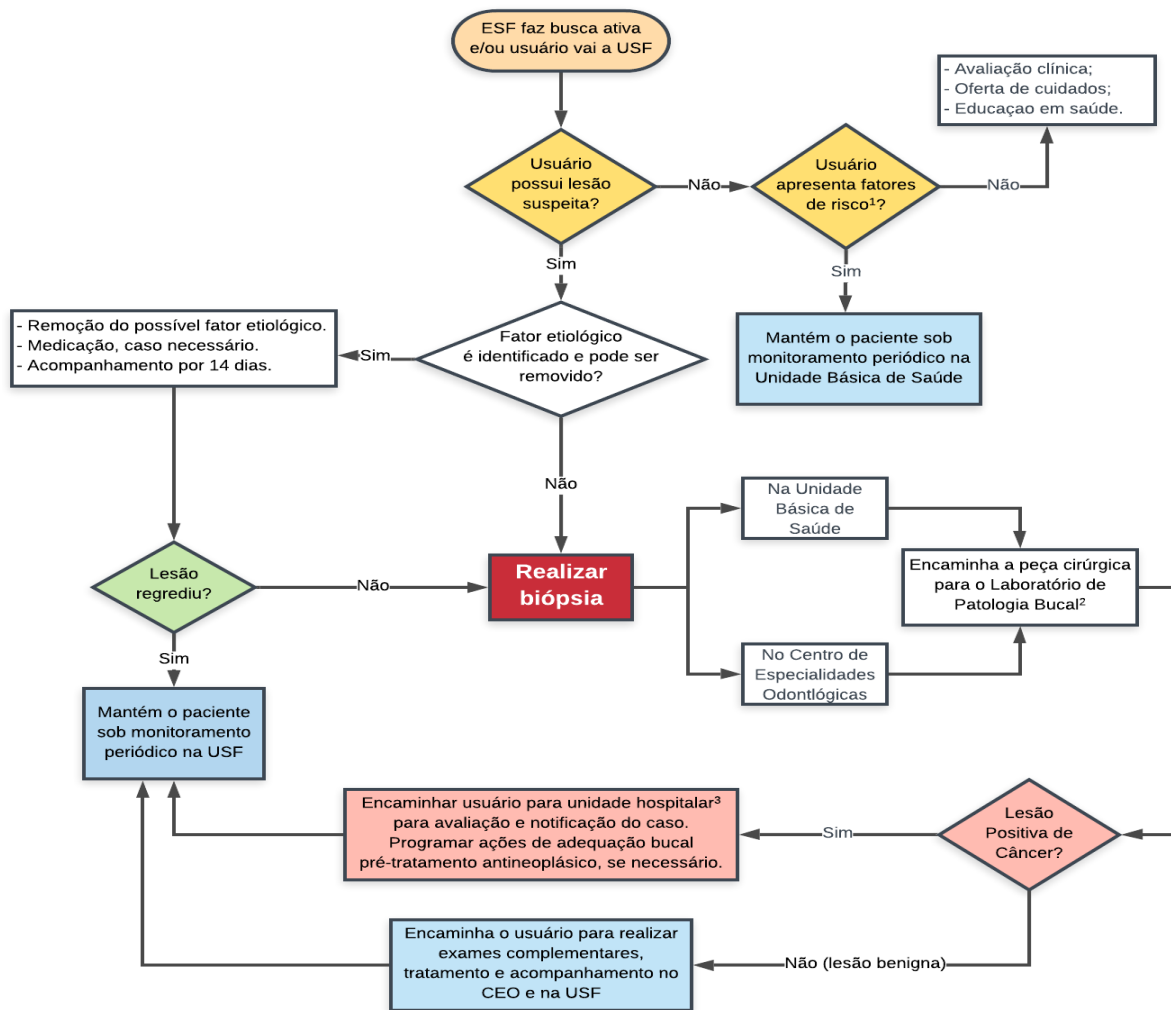 ESF faz busca ativa
e/ou usuário vai a USF
- Avaliação clínica;
- Oferta de cuidados;
- Educaçao em saúde.
Usuário
possui lesão
suspeita?
Não
Usuário
apresenta fatores
de risco¹?
Não
Sim
Sim
Mantém o paciente sob
monitoramento periódico na
Unidade Básica de Saúde
Fator etiológico
é identificado e pode ser
removido?
Sim
- Remoção do possível fator etiológico.
- Medicação, caso necessário.
- Acompanhamento por 14 dias.
Não
Lesão
regrediu?
Não
Realizar
biópsia
Na Unidade
Básica de
Saúde
Encaminha a peça cirúrgica
para o Laboratório de
Patologia Bucal²
No Centro de
Especialidades
Odontlógicas
Sim
Mantém o paciente
sob monitoramento
periódico na USF
Encaminhar usuário para unidade hospitalar³
para avaliação e notificação do caso.
Programar ações de adequação bucal
pré-tratamento antineoplásico, se necessário.
Sim
Lesão
Positiva de
Câncer?
Encaminha o usuário para realizar
exames complementares,
tratamento e acompanhamento no
CEO e na USF
Não (lesão benigna)